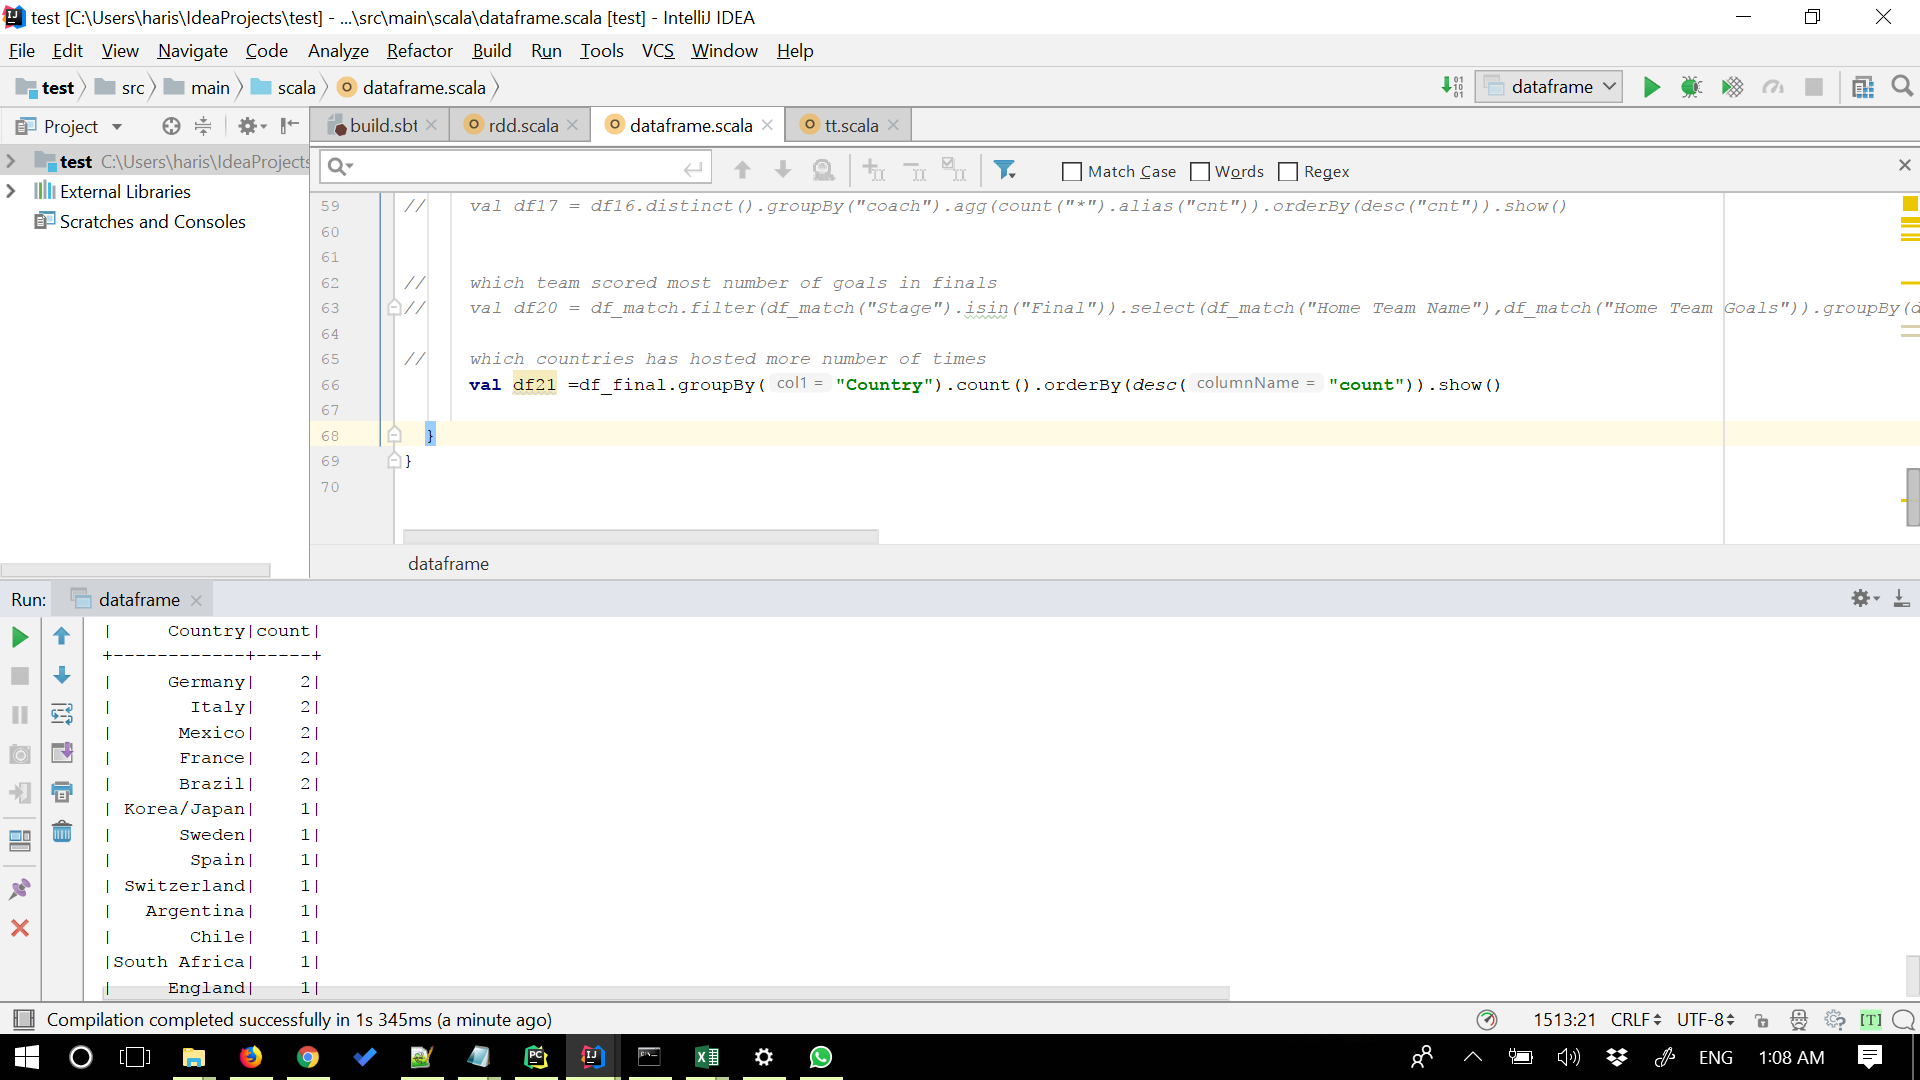 test [C:\Users\haris\IdeaProjects\test] - ...\src\main\scala\dataframe.scala [test] - IntelliJ IDEA
File Edit View Navigate Code Analyze Refactor Build Run Tools VCS Window Help
test src main scala dataframe.scala
dataframe
Project
build.sbt rdd.scala dataframe.scala tt.scala
test C:\Users\haris\IdeaProjects
External Libraries
Scratches and Consoles
Match Case Words Regex
59 // val df17 = df16.distinct().groupBy("coach").agg(count("*").alias("cnt")).orderBy(desc("cnt")).show()
60
61
62 // which team scored most number of goals in finals
63 // val df20 = df_match.filter(df_match("Stage").isin("Final")).select(df_match("Home Team Name"),df_match("Home Team Goals")).groupBy(d
64
65 // which countries has hosted more number of times
66 val df21 =df_final.groupBy( col1 = "Country").count().orderBy(desc( columnName = "count")).show()
67
68 }
69 }
70
dataframe
Run: dataframe
| Country|count|
+------------+-----+
| Germany| 2|
| Italy| 2|
| Mexico| 2|
| France| 2|
| Brazil| 2|
| Korea/Japan| 1|
| Sweden| 1|
| Spain| 1|
| Switzerland| 1|
| Argentina| 1|
| Chile| 1|
|South Africa| 1|
| England| 1|
Compilation completed successfully in 1s 345ms (a minute ago)
1513:21 CRLF UTF-8 [T]
ENG 1:08 AM